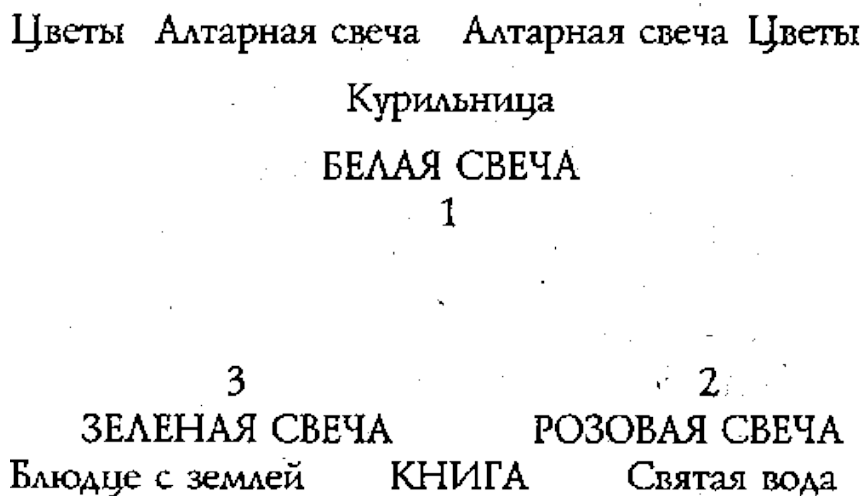 Цветы Алтарная свеча Алтарная свеча Цветы
Курильница
БЕЛАЯ СВЕЧА
1
3 2
ЗЕЛЕНАЯ СВЕЧА РОЗОВАЯ СВЕЧА
Блюдце с землей КНИГА Святая вода